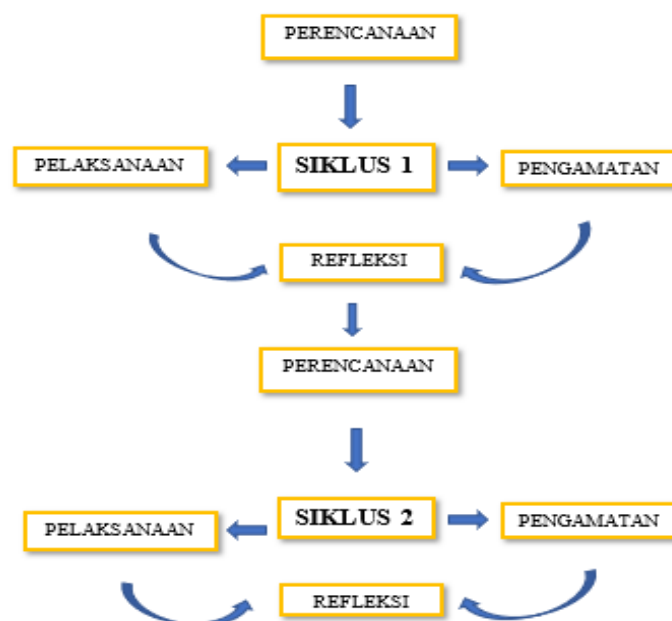 PERENCANAAN
PELAKSANAAN
SIKLUS 1
PENGAMATAN
REFLEKSI
PERENCANAAN
PELAKSANAAN
SIKLUS 2
PENGAMATAN
REFLEKSI